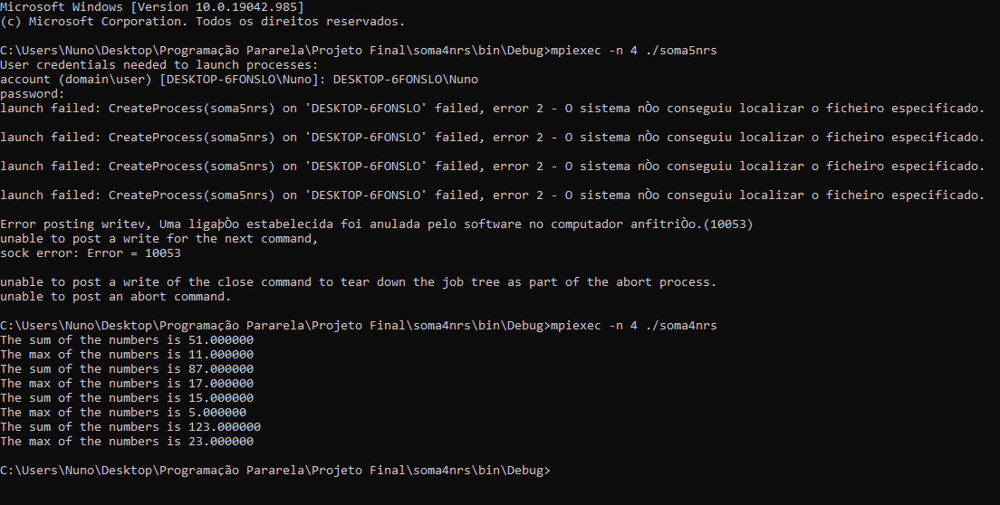 Microsoft Windows [Version 10.0.19042.985]
(c) Microsoft Corporation. Todos os direitos reservados.
C:\Users\Nuno\Desktop\Programação Pararela\Projeto Final\soma4nrs\bin\Debug>mpiexec -n 4 ./soma5nrs
User credentials needed to launch processes:
account (domain\user) [DESKTOP-6FONSLO\Nuno]: DESKTOP-6FONSLO\Nuno
password:
launch failed: CreateProcess(soma5nrs) on 'DESKTOP-6FONSLO' failed, error 2 - O sistema nÒo conseguiu localizar o ficheiro especificado.
launch failed: CreateProcess(soma5nrs) on 'DESKTOP-6FONSLO' failed, error 2 - O sistema nÒo conseguiu localizar o ficheiro especificado.
launch failed: CreateProcess(soma5nrs) on 'DESKTOP-6FONSLO' failed, error 2 - O sistema nÒo conseguiu localizar o ficheiro especificado.
launch failed: CreateProcess(soma5nrs) on 'DESKTOP-6FONSLO' failed, error 2 - O sistema nÒo conseguiu localizar o ficheiro especificado.
Error posting writev, Uma ligaþÒo estabelecida foi anulada pelo software no computador anfitriÒo.(10053)
unable to post a write for the next command,
sock error: Error = 10053
unable to post a write of the close command to tear down the job tree as part of the abort process.
unable to post an abort command.
C:\Users\Nuno\Desktop\Programação Pararela\Projeto Final\soma4nrs\bin\Debug>mpiexec -n 4 ./soma4nrs
The sum of the numbers is 51.000000
The max of the numbers is 11.000000
The sum of the numbers is 87.000000
The max of the numbers is 17.000000
The sum of the numbers is 15.000000
The max of the numbers is 5.000000
The sum of the numbers is 123.000000
The max of the numbers is 23.000000
C:\Users\Nuno\Desktop\Programação Pararela\Projeto Final\soma4nrs\bin\Debug>